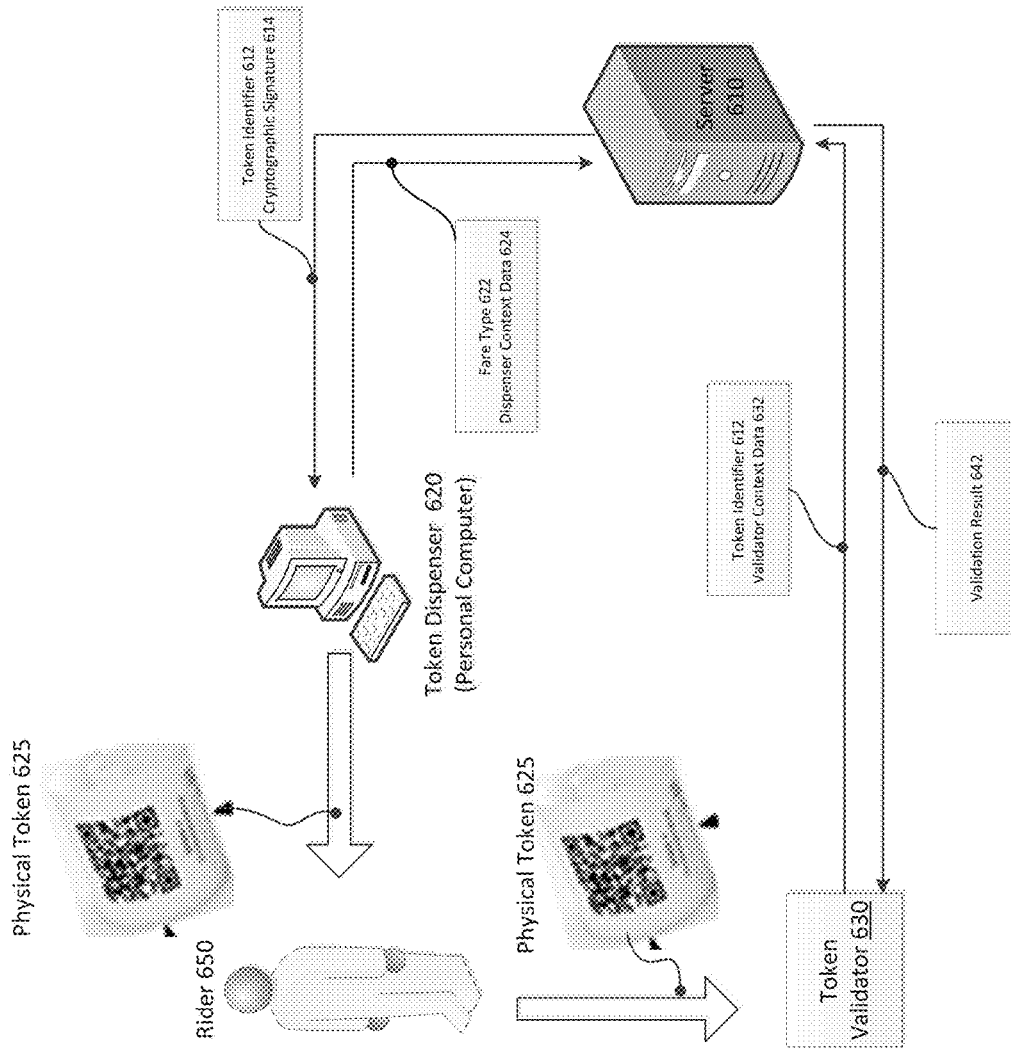 Physical Token 625
Rider 650
Physical Token 625
Token
Validator 630
Token Dispenser 620
(Personal Computer)
Token Identifier 612
Cryptographic Signature 614
Fare Type 622
Dispenser Context Data 624
Token Identifier 612
Validator Context Data 632
Validation Result 642
Server
610